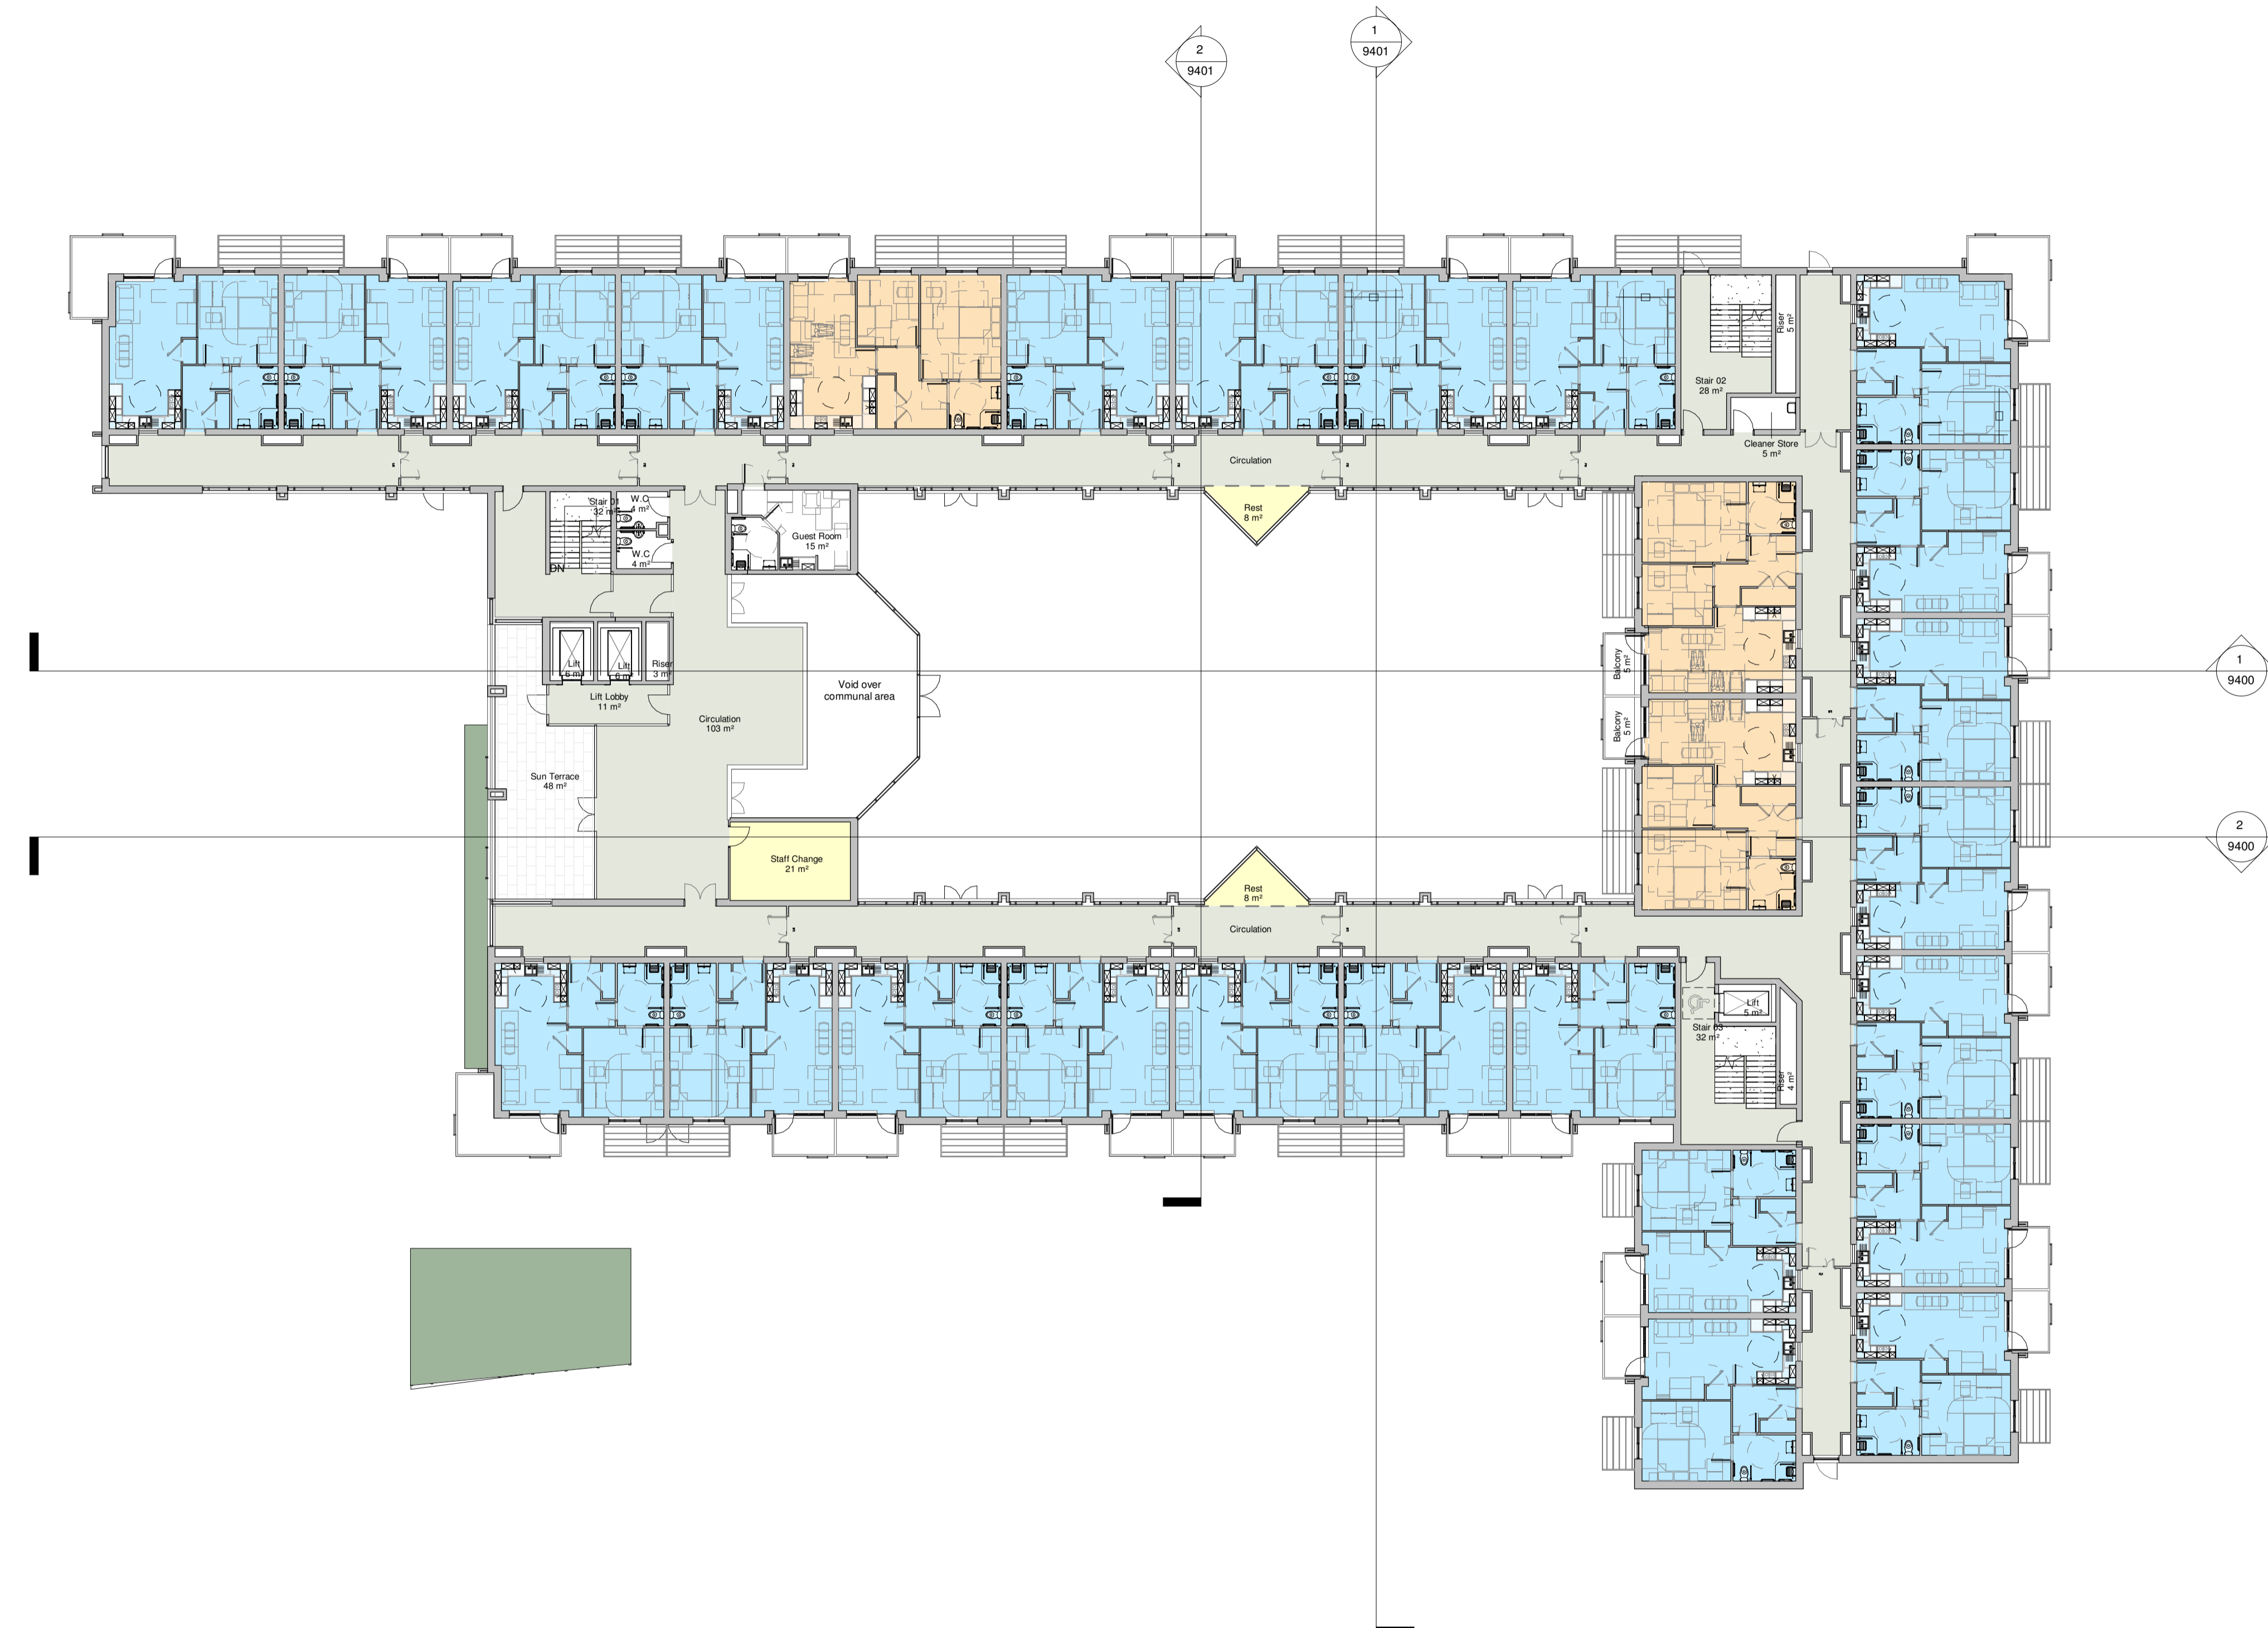 1
9401
2
9401
Riser
5 m²
Stair 02
28 m²
Cleaner Store
5 m²
Circulation
Stair 01
32 m²
W.C
4 m²
Rest
8 m²
Guest Room
15 m²
W.C
4 m²
DN
Lift
6 m²
Lift
6 m²
Riser
3 m²
Balcony
5 m²
1
9400
Void over
communal area
Lift Lobby
11 m²
Circulation
103 m²
Balcony
5 m²
Sun Terrace
48 m²
2
9400
Staff Change
21 m²
Rest
8 m²
Circulation
Lift
5 m²
Stair 03
32 m²
Riser
4 m²